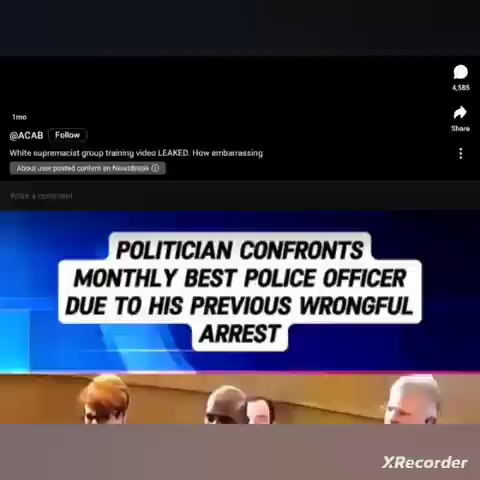 4,585
Share
1mo
@ACAB Follow
White supremacist group training video LEAKED. How embarrassing
About user posted content on NewsBreak
Write a comment
POLITICIAN CONFRONTS
MONTHLY BEST POLICE OFFICER
DUE TO HIS PREVIOUS WRONGFUL
ARREST
XRecorder